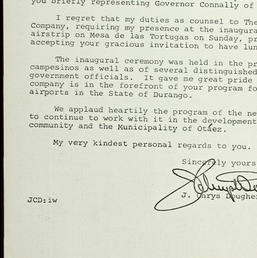 you briefly representing Governor Connally of
I regret that my duties as counsel to The
Company, requiring my presence at the inaugura
airstrip on Mesa de las Tortugas on Sunday, pr
accepting your gracious invitation to have lun
The inaugural ceremony was held in the pr
campesinos as well as of several distinguished
government officials. It gave me great pride
company is in the forefront of your program fo
airports in the State of Durango.
We applaud heartily the program of the ne
to continue to work with it in the development
community and the Municipality of Otáez.
My very kindest personal regards to you.
Sincerely yours
J. Chrys Dougher
JCD:iw